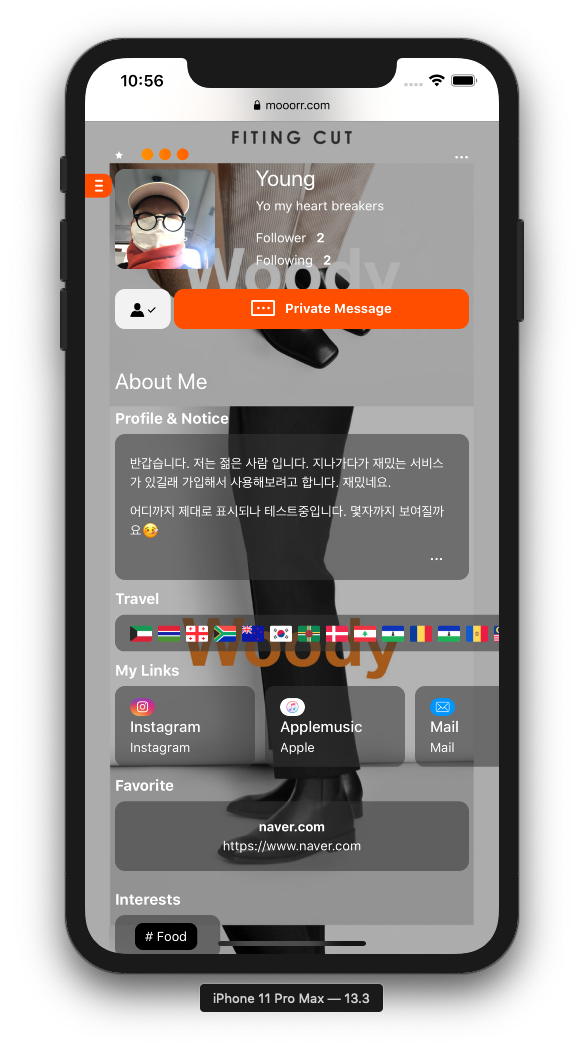 10:56
mooorr.com
FITING CUT
Young
Yo my heart breakers
Follower 2
Following 2
Woody
Private Message
About Me
Profile & Notice
반갑습니다. 저는 젊은 사람 입니다. 지나가다가 재밌는 서비스
가 있길래 가입해서 사용해보려고 합니다. 재밌네요.
어디까지 제대로 표시되나 테스트중입니다. 몇자까지 보여질까
요🤒
...
Travel
Woody
My Links
Instagram
Instagram
Applemusic
Apple
Mail
Mail
Favorite
naver.com
https://www.naver.com
Interests
# Food
iPhone 11 Pro Max — 13.3